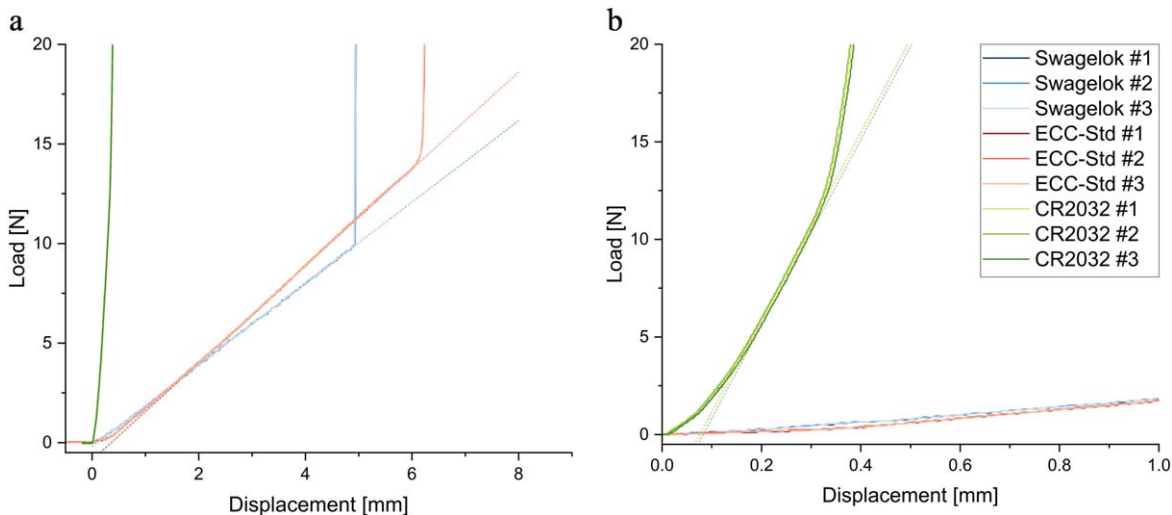 a
20
15
10
5
0
Load [N]
0
2
4
6
8
Displacement [mm]
b
20
15
10
5
0
Load [N]
0.0
0.2
0.4
0.6
0.8
1.0
Displacement [mm]
Swagelok #1
Swagelok #2
Swagelok #3
ECC-Std #1
ECC-Std #2
ECC-Std #3
CR2032 #1
CR2032 #2
CR2032 #3